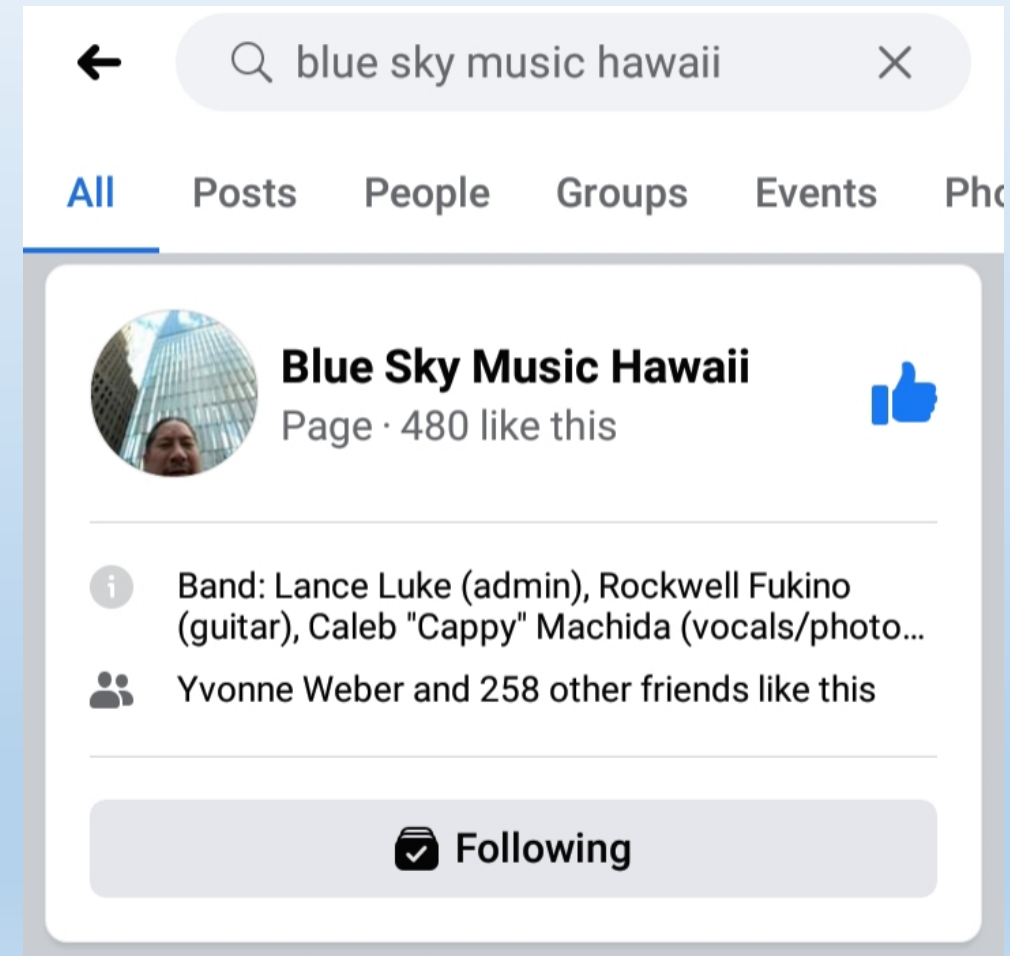 blue sky music hawaii
All Posts People Groups Events
Blue Sky Music Hawaii
Page · 480 like this
Band: Lance Luke (admin), Rockwell Fukino
(guitar), Caleb "Cappy" Machida (vocals/photo...
Yvonne Weber and 258 other friends like this
Following